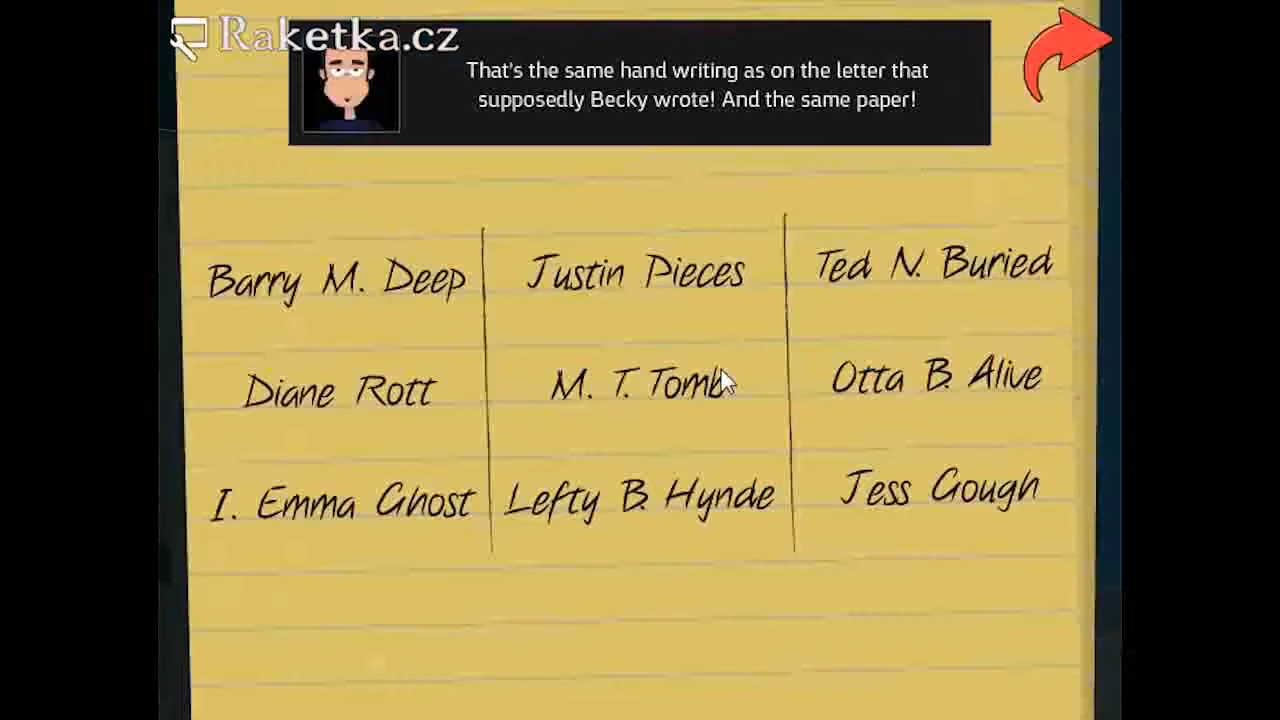 Raketka.cz
That's the same hand writing as on the letter that
supposedly Becky wrote! And the same paper!
Barry M. Deep
Justin Pieces
Ted N. Buried
Diane Rott
M. T. Tomb
Otta B. Alive
I. Emma Ghost
Lefty B. Hynde
Jess Gough